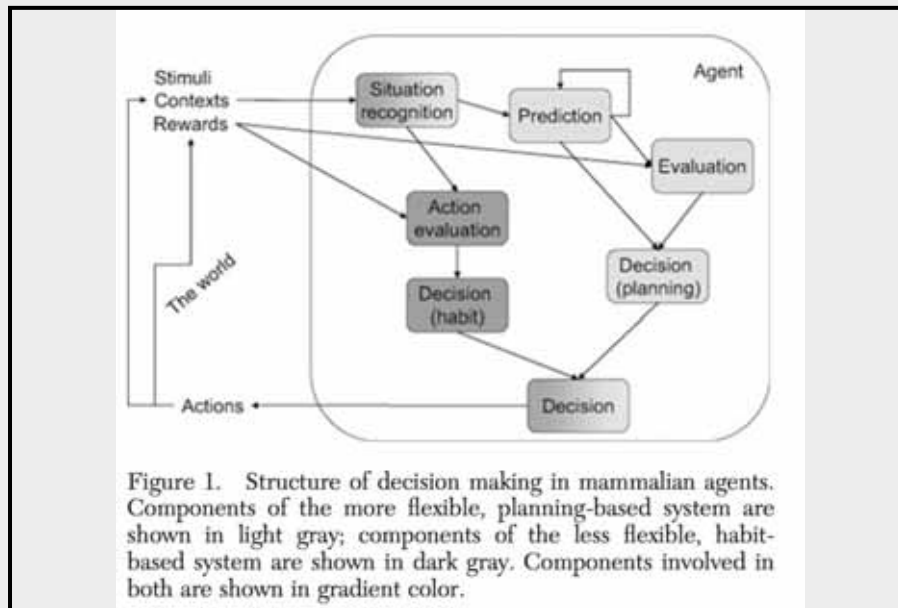 Stimuli
Contexts
Rewards
Situation
recognition
Agent
Prediction
Evaluation
Action
evaluation
The world
Decision
(habit)
Decision
(planning)
Actions
Decision
Figure 1. Structure of decision making in mammalian agents.
Components of the more flexible, planning-based system are
shown in light gray; components of the less flexible, habit-
based system are shown in dark gray. Components involved in
both are shown in gradient color.